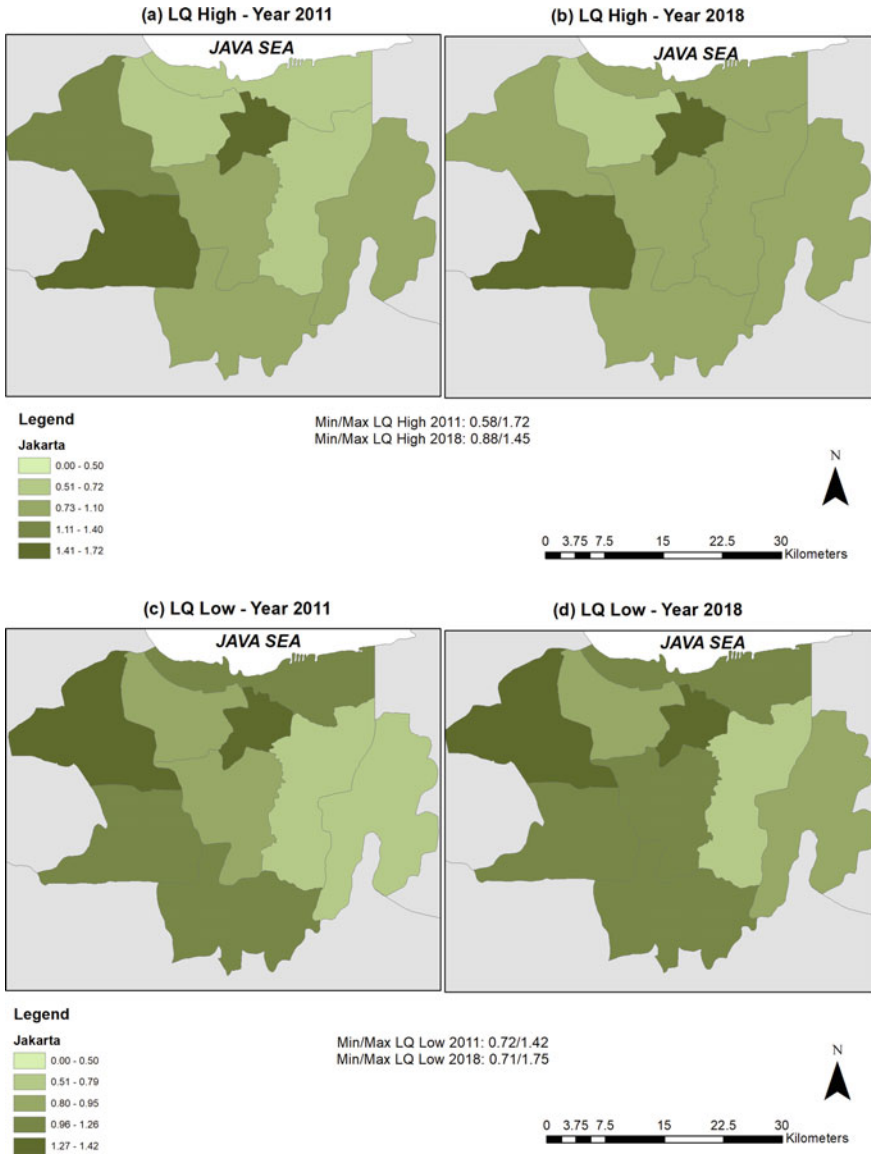 (a) LQ High - Year 2011
(b) LQ High - Year 2018
JAVA SEA
JAVA SEA
Legend
Jakarta
0.00 - 0.50
0.51 - 0.72
0.73 - 1.10
1.11 - 1.40
1.41 - 1.72
Min/Max LQ High 2011: 0.58/1.72
Min/Max LQ High 2018: 0.88/1.45
N
0 3.75 7.5 15 22.5 30
Kilometers
(c) LQ Low - Year 2011
(d) LQ Low - Year 2018
JAVA SEA
JAVA SEA
Legend
Jakarta
0.00 - 0.50
0.51 - 0.79
0.80 - 0.95
0.96 - 1.26
1.27 - 1.42
Min/Max LQ Low 2011: 0.72/1.42
Min/Max LQ Low 2018: 0.71/1.75
N
0 3.75 7.5 15 22.5 30
Kilometers